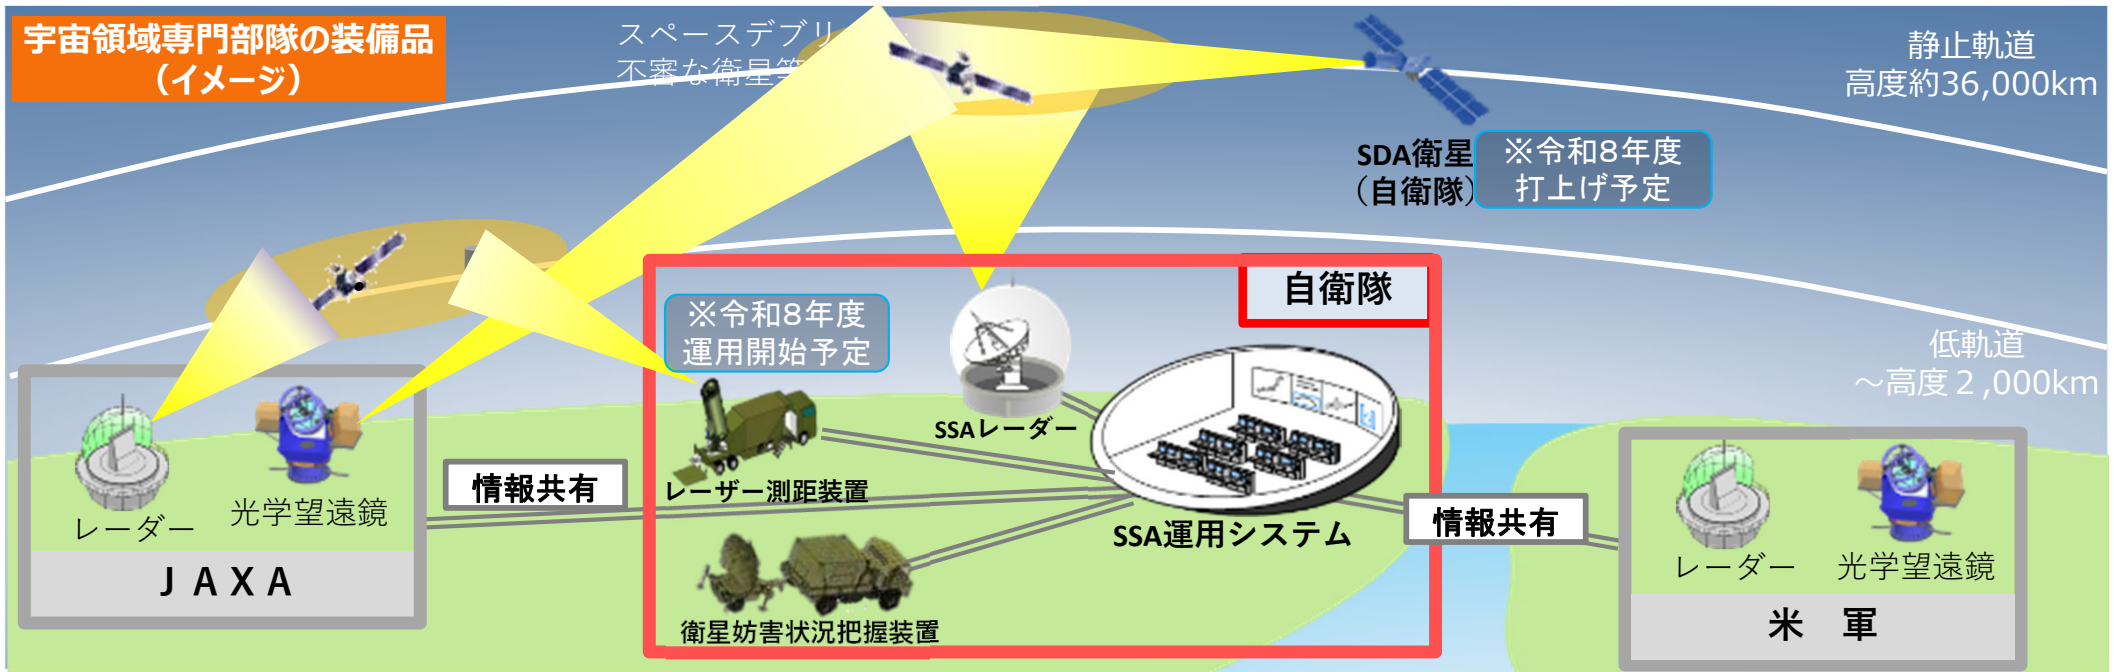 宇宙領域専門部隊の装備品
（イメージ）
スペースデブリ
不審な衛星等
静止軌道
高度約36,000km
SDA衛星
（自衛隊）
※令和8年度
打上げ予定
自衛隊
※令和8年度
運用開始予定
低軌道
～高度２,000km
SSAレーダー
レーザー測距装置
情報共有
レーダー
光学望遠鏡
ＪＡＸＡ
SSA運用システム
情報共有
衛星妨害状況把握装置
レーダー
光学望遠鏡
米　軍